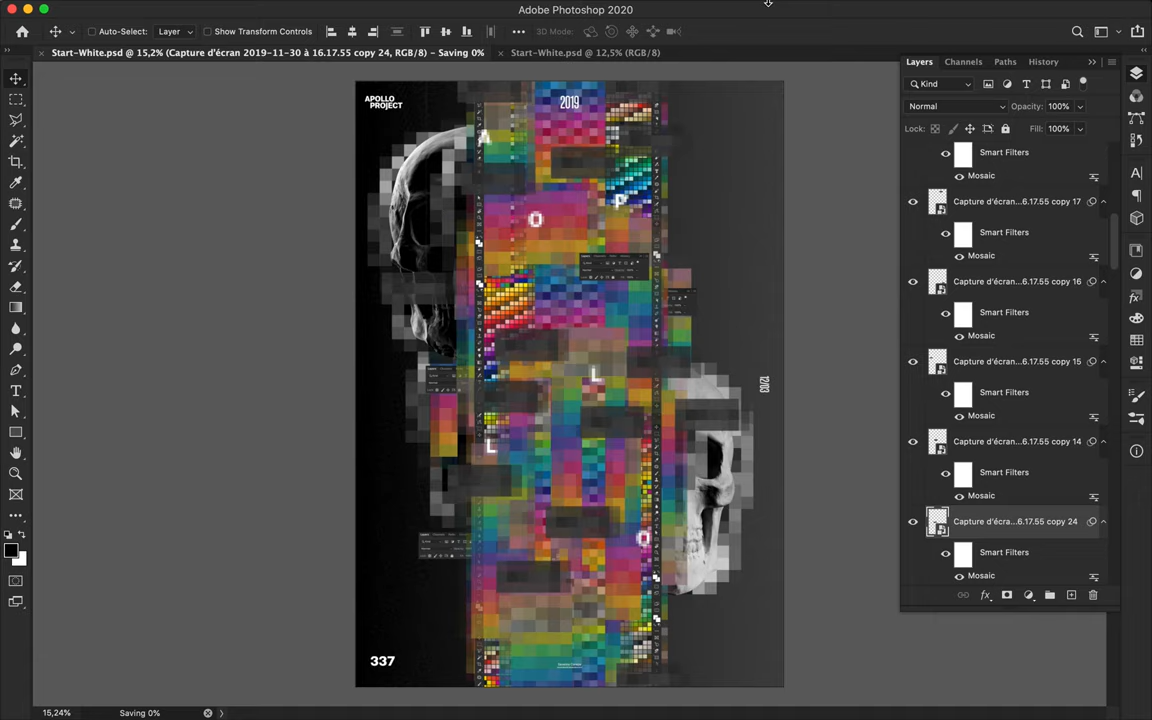 Adobe Photoshop 2020
Auto-Select: Layer Show Transform Controls 3D Mode:
Start-White.psd @ 15,2% (Capture d'écran 2019-11-30 à 16.17.55 copy 24, RGB/8) - Saving 0%
Start-White.psd @ 12,5% (RGB/8)
Layers Channels Paths History
Kind
Normal Opacity: 100%
Lock: Fill: 100%
Smart Filters
Mosaic
Capture d'écran...6.17.55 copy 17
Smart Filters
Mosaic
Capture d'écran...6.17.55 copy 16
Smart Filters
Mosaic
Capture d'écran...6.17.55 copy 15
Smart Filters
Mosaic
Capture d'écran...6.17.55 copy 14
Smart Filters
Mosaic
Capture d'écra...6.17.55 copy 24
Smart Filters
Mosaic
APOLLO
PROJECT
2019
A
P
O
L
12/03
L
O
337
15,24% Saving 0%